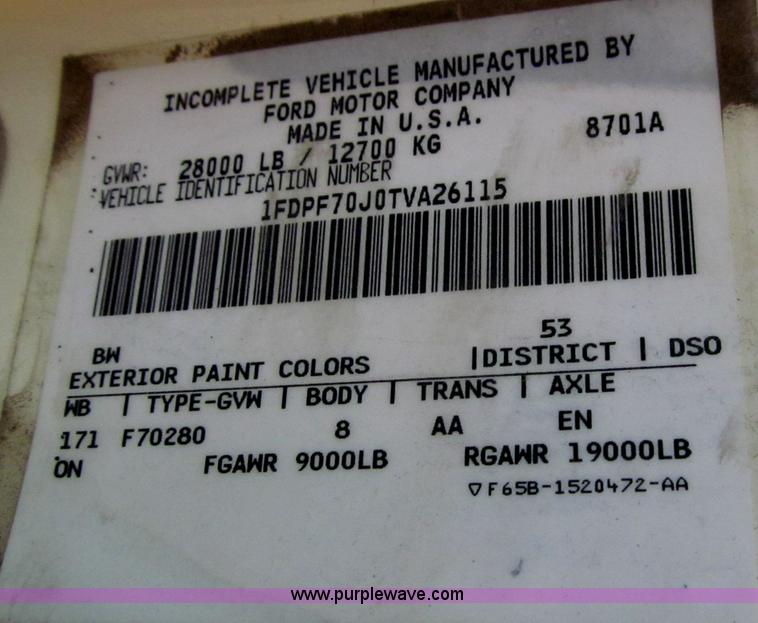 INCOMPLETE VEHICLE MANUFACTURED BY
FORD MOTOR COMPANY
MADE IN U.S.A.
8701A
GVWR: 28000 LB / 12700 KG
VEHICLE IDENTIFICATION NUMBER
1FDPF70J0TVA26115
53
BW
EXTERIOR PAINT COLORS |DISTRICT | DSO
WB | TYPE-GVW | BODY | TRANS | AXLE
171 F70280 8 AA EN
ON FGAWR 9000LB RGAWR 19000LB
▽F65B-1520472-AA
www.purplewave.com